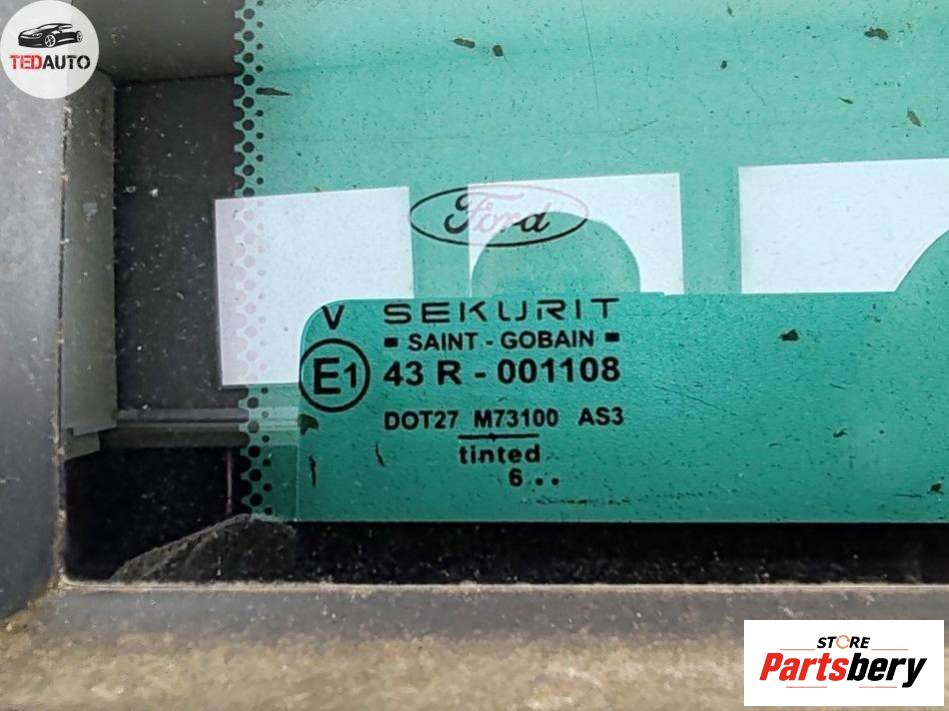 TEDAUTO
Ford
V SEKURIT
SAINT - GOBAIN
E1 43 R - 001108
DOT27 M73100 AS3
tinted
6 . .
STORE
Partsbery